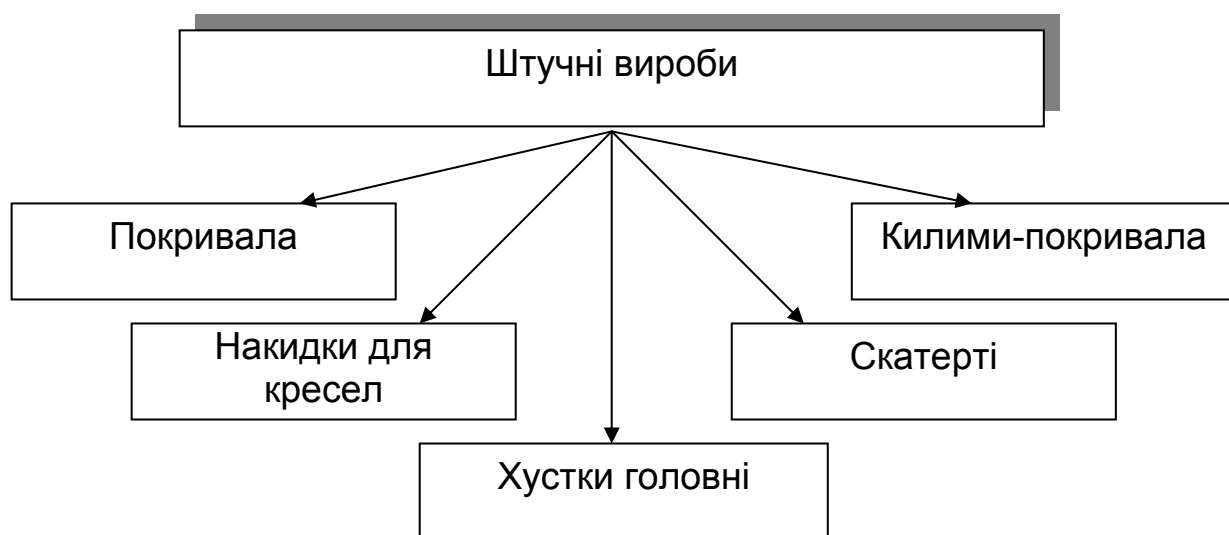 Штучні вироби
Покривала
Килими-покривала
Накидки для
кресел
Скатерті
Хустки головні